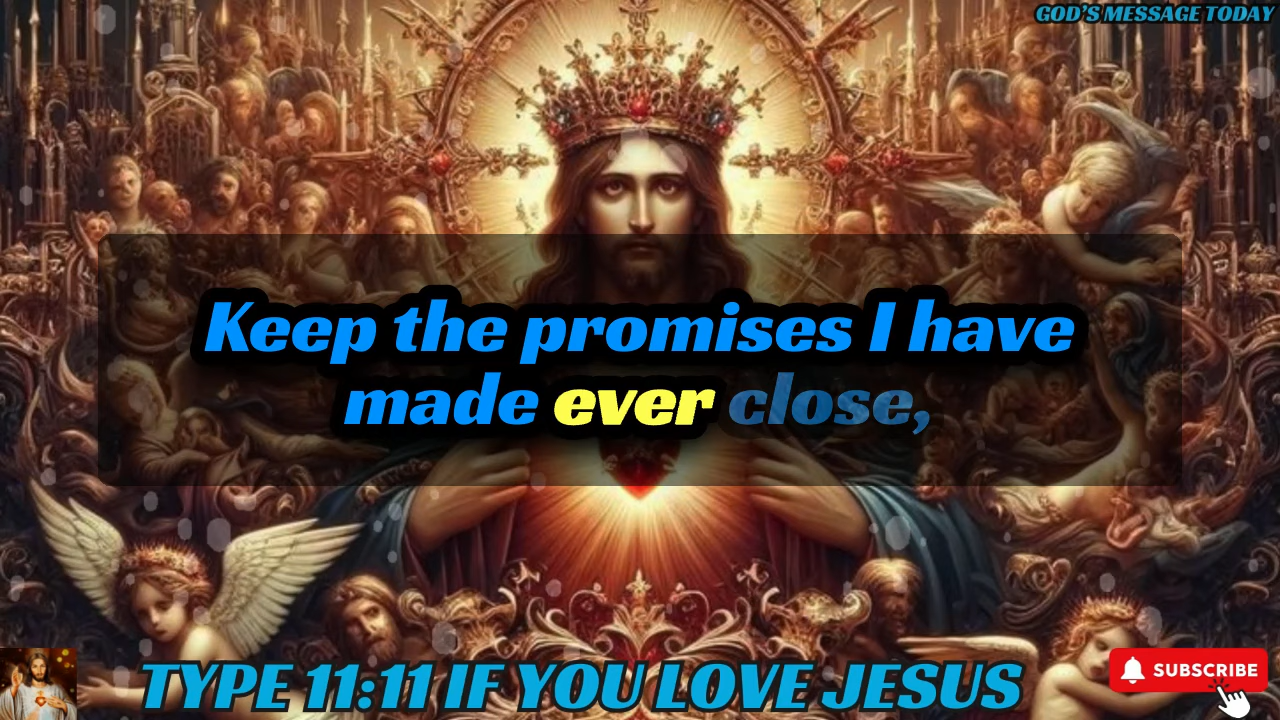 GOD'S MESSAGE TODAY
Keep the promises I have
made ever close,
TYPE 11:11 IF YOU LOVE JESUS
SUBSCRIBE